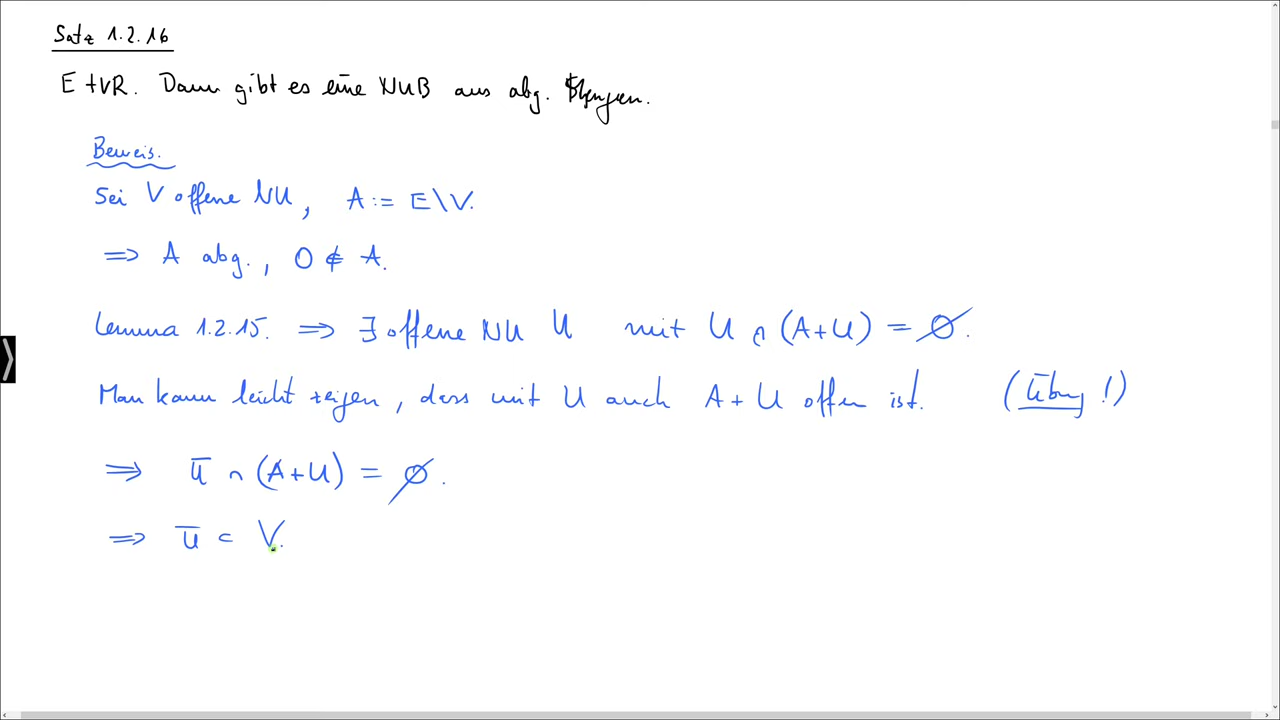 Satz 1.2.16
E tVR. Dann gibt es eine NUB aus abg. Mengen.
Beweis.
Sei V offene NU, A := E\V.
⟹ A abg., 0 ∉ A.
Lemma 1.2.15. ⟹ ∃ offene NU U mit U ∩ (A+U) = ∅.
Man kann leicht zeigen, dass mit U auch A + U offen ist. (Übung!)
⟹ U̅ ∩ (A+U) = ∅.
⟹ U̅ ⊂ V.